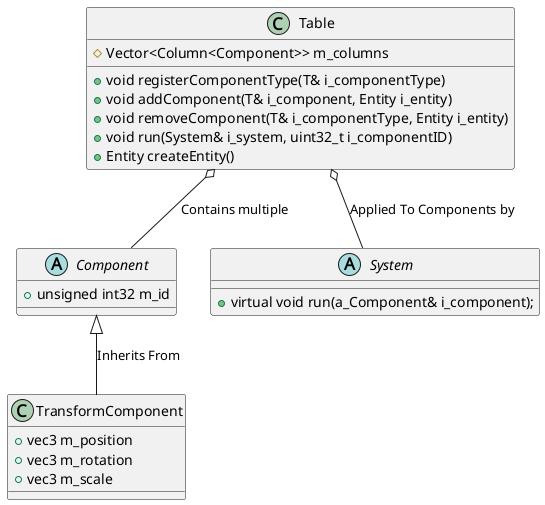 C Table
Vector<Column<Component>> m_columns
void registerComponentType(T& i_componentType)
void addComponent(T& i_component, Entity i_entity)
void removeComponent(T& i_componentType, Entity i_entity)
void run(System& i_system, uint32_t i_componentID)
Entity createEntity()
Contains multiple
Applied To Components by
A Component
unsigned int32 m_id
A System
virtual void run(a_Component& i_component);
Inherits From
C TransformComponent
vec3 m_position
vec3 m_rotation
vec3 m_scale